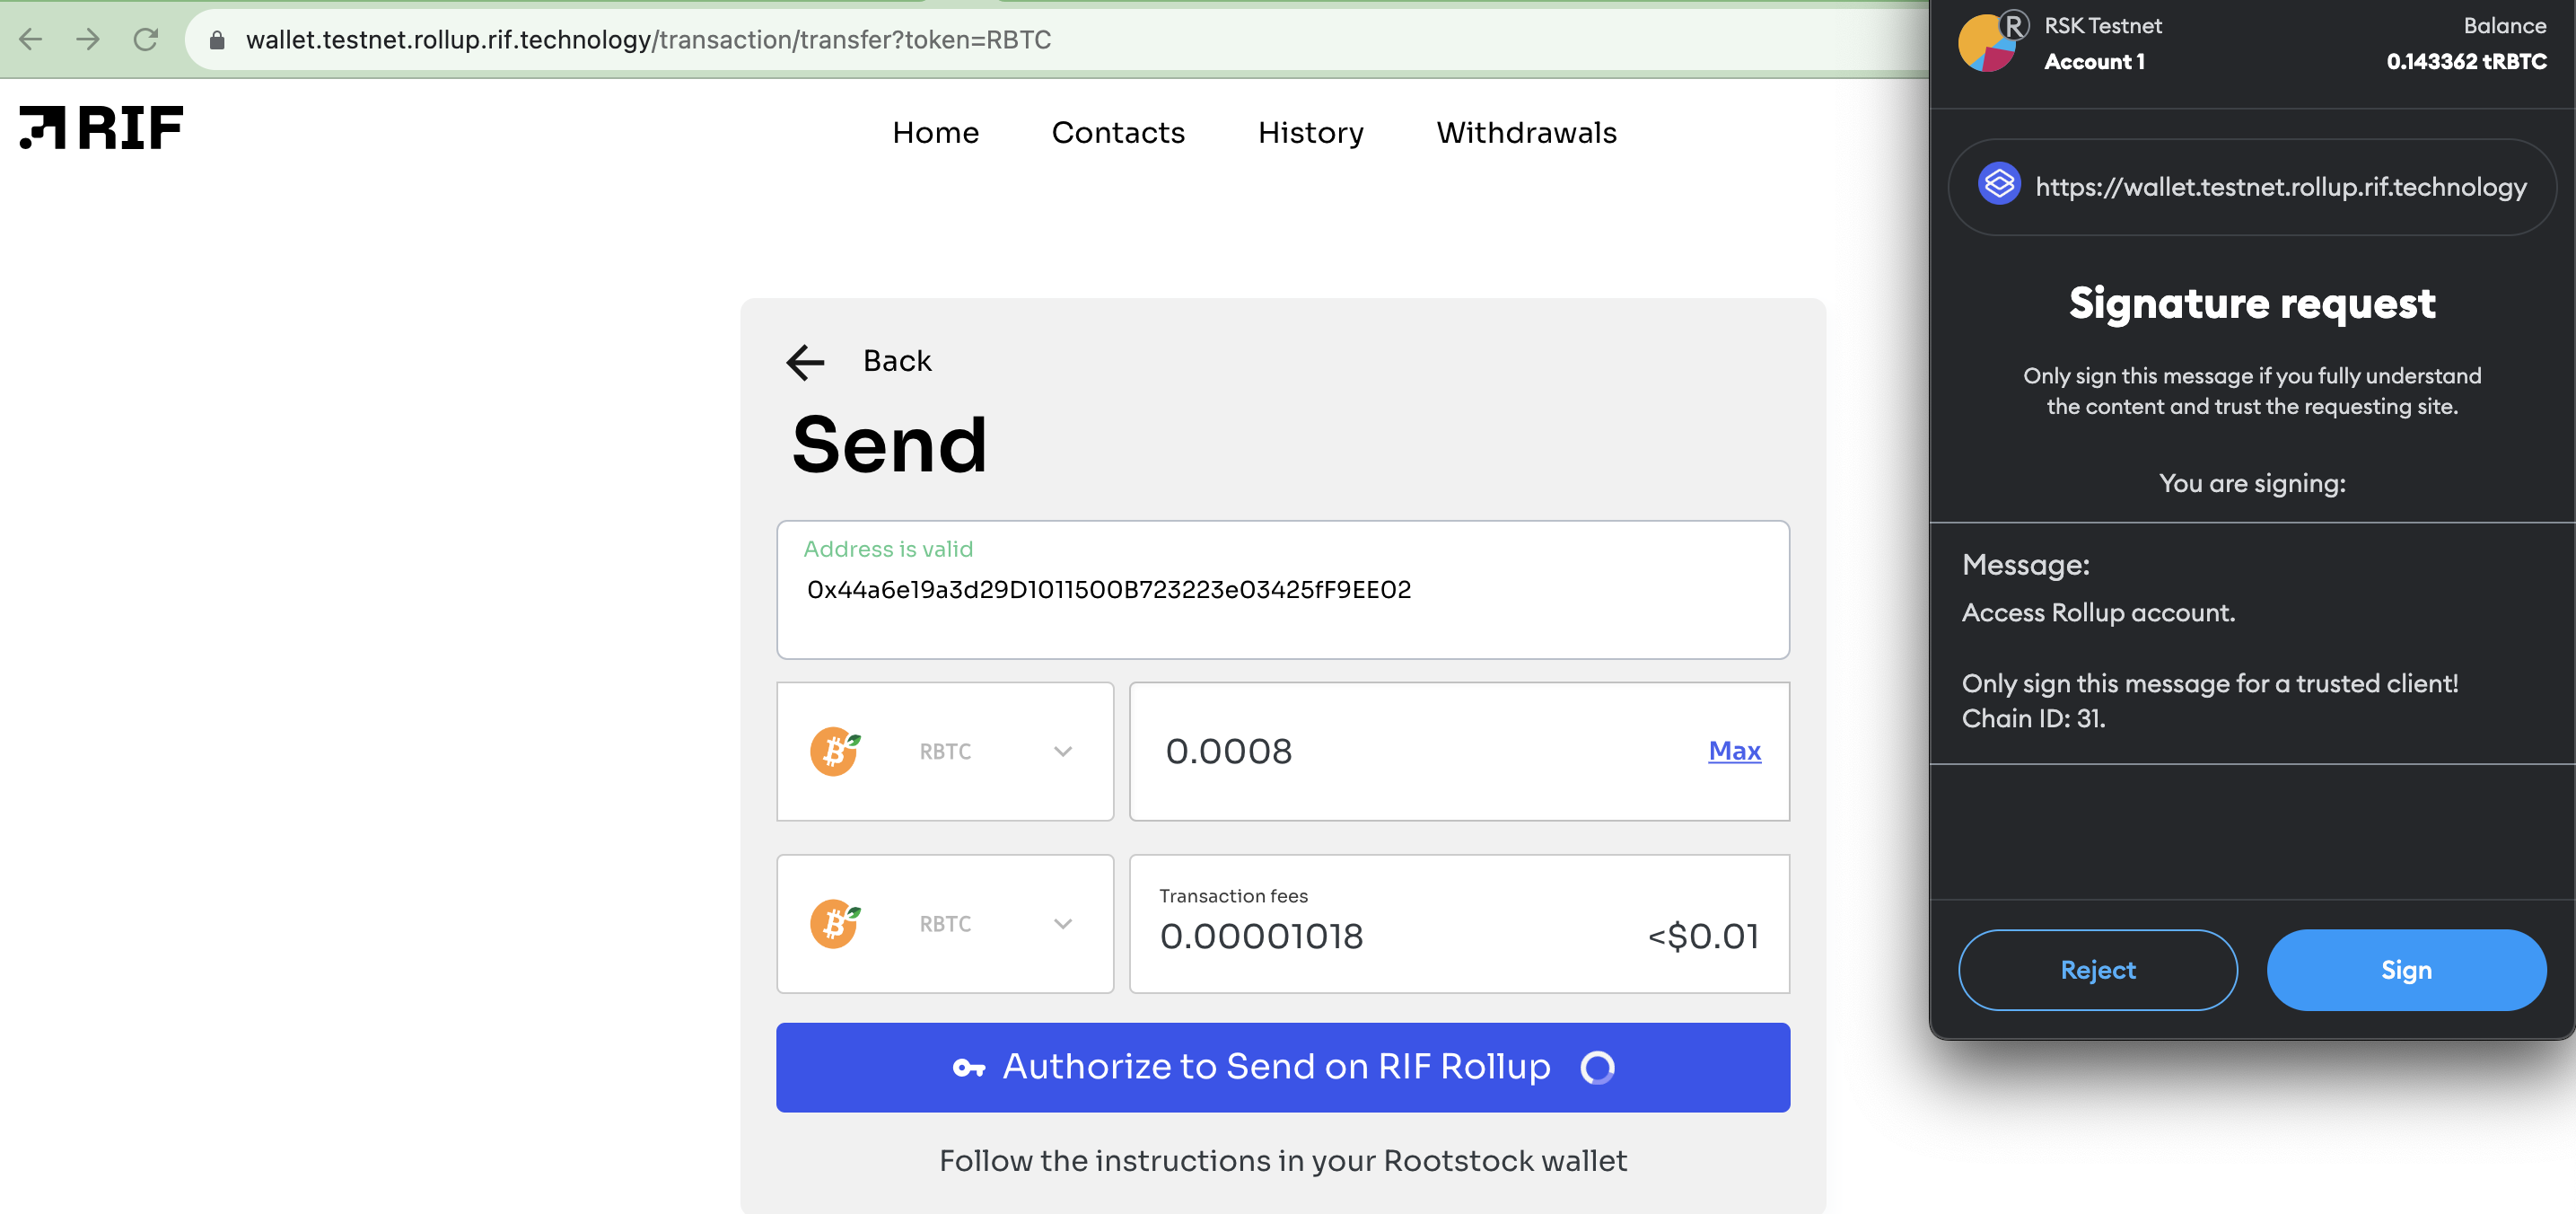 wallet.testnet.rollup.rif.technology/transaction/transfer?token=RBTC
RIF
Home
Contacts
History
Withdrawals
Back
Send
Address is valid
0x44a6e19a3d29D1011500B723223e03425fF9EE02
RBTC
0.0008
Max
RBTC
Transaction fees
0.00001018
<$0.01
Authorize to Send on RIF Rollup
Follow the instructions in your Rootstock wallet
R
RSK Testnet
Account 1
Balance
0.143362 tRBTC
https://wallet.testnet.rollup.rif.technology
Signature request
Only sign this message if you fully understand
the content and trust the requesting site.
You are signing:
Message:
Access Rollup account.
Only sign this message for a trusted client!
Chain ID: 31.
Reject
Sign